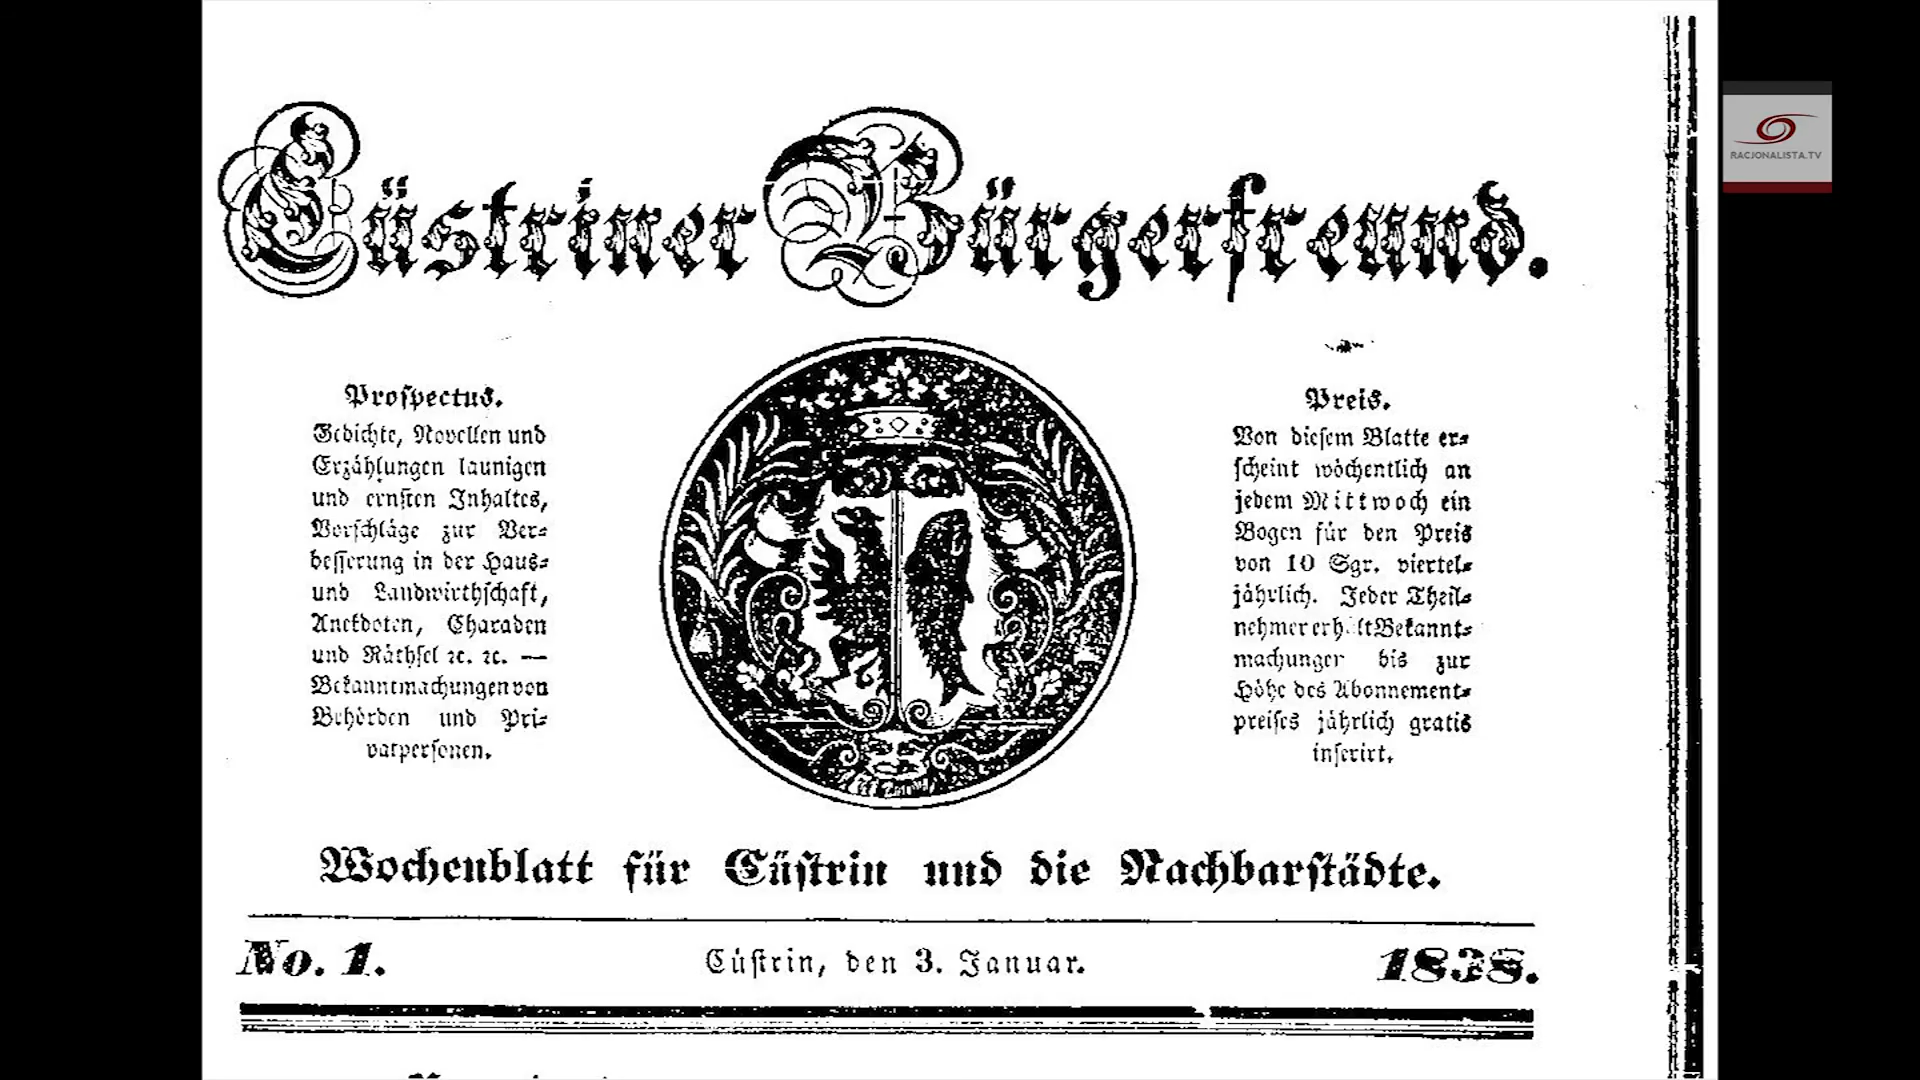 Cüstriner Bürgerfreund.
Prospectus.
Gedichte, Novellen und
Erzählungen launigen
und ernsten Inhaltes,
Vorschläge zur Ver=
besserung in der Haus=
und Landwirthschaft,
Anekdoten, Charaden
und Räthsel ꝛc. ꝛc. —
Bekanntmachungen von
Behörden und Pri=
vatpersonen.
Preis.
Von diesem Blatte er=
scheint wöchentlich an
jedem Mittwoch ein
Bogen für den Preis
von 10 Sgr. viertel=
jährlich. Jeder Theil=
nehmer erhält Bekannt=
machungen bis zur
Höhe des Abonnement=
preises jährlich gratis
inserirt.
Wochenblatt für Cüstrin und die Nachbarstädte.
No. 1.
Cüstrin, den 3. Januar.
1838.
RACJONALISTA.TV